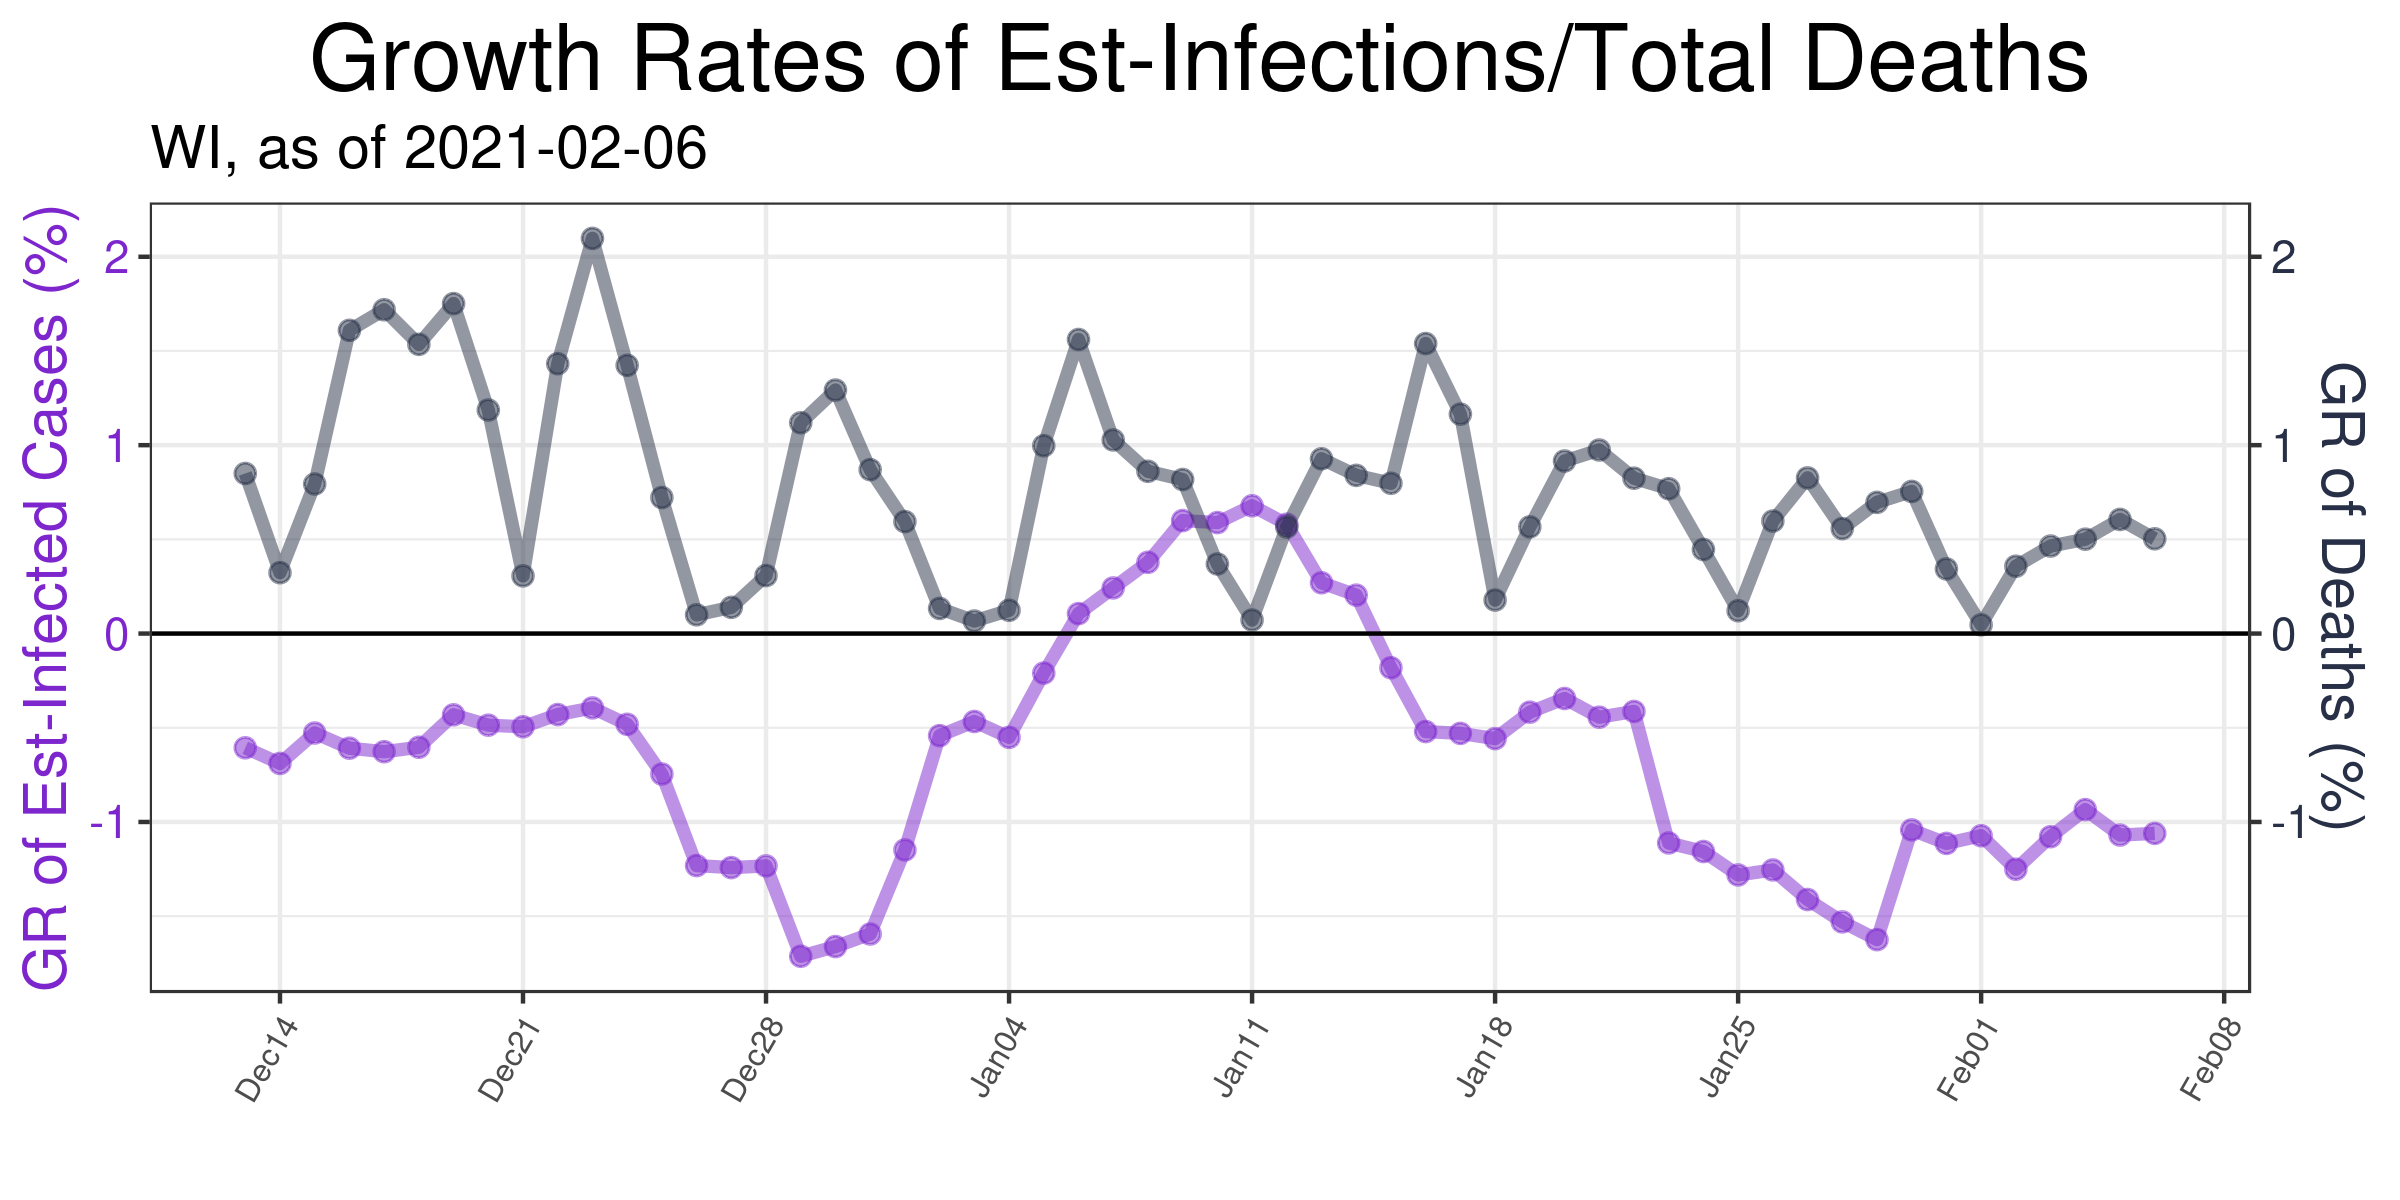 Growth Rates of Est-Infections/Total Deaths
WI, as of 2021-02-06
GR of Est-Infected Cases (%)
2
1
0
-1
2
1
0
-1
GR of Deaths (%)
Dec14
Dec21
Dec28
Jan04
Jan11
Jan18
Jan25
Feb01
Feb08